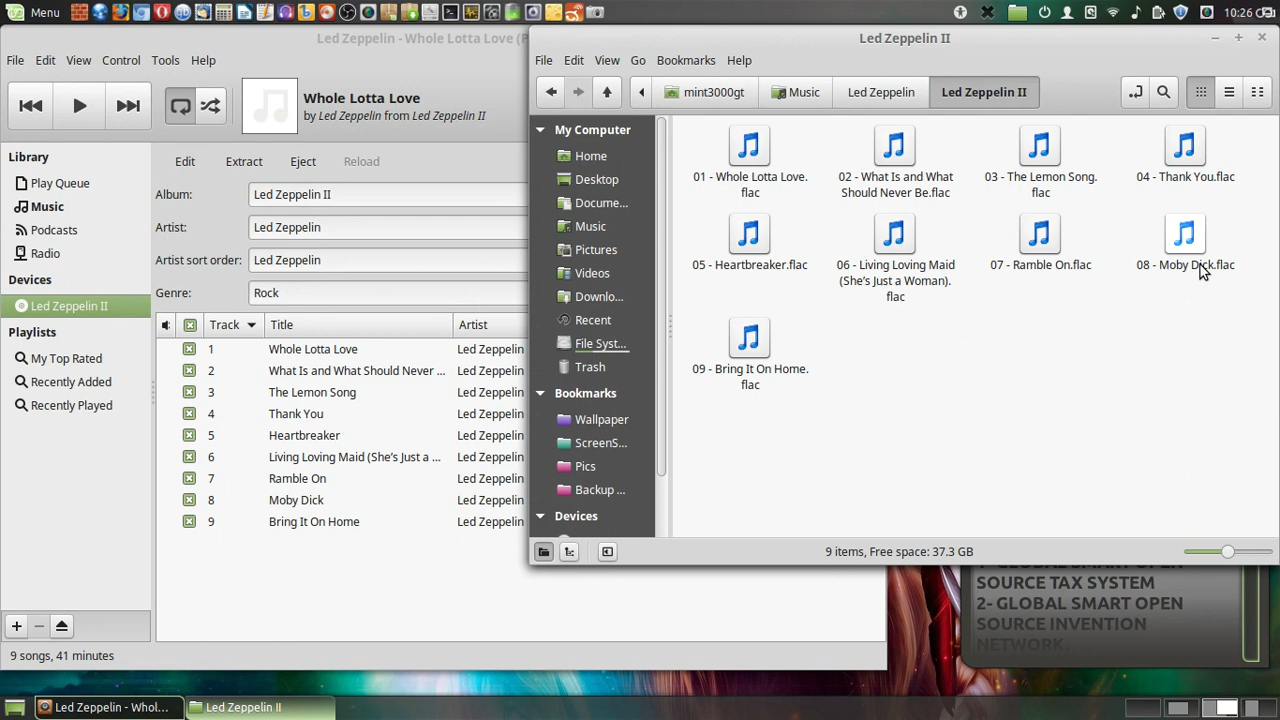 Menu
10:26
Led Zeppelin - Whole Lotta Love (P
File Edit View Control Tools Help
Whole Lotta Love
by Led Zeppelin from Led Zeppelin II
Library
Play Queue
Music
Podcasts
Radio
Devices
Led Zeppelin II
Playlists
My Top Rated
Recently Added
Recently Played
Edit Extract Eject Reload
Album: Led Zeppelin II
Artist: Led Zeppelin
Artist sort order: Led Zeppelin
Genre: Rock
Track Title Artist
1 Whole Lotta Love Led Zeppelin
2 What Is and What Should Never ... Led Zeppelin
3 The Lemon Song Led Zeppelin
4 Thank You Led Zeppelin
5 Heartbreaker Led Zeppelin
6 Living Loving Maid (She's Just a ... Led Zeppelin
7 Ramble On Led Zeppelin
8 Moby Dick Led Zeppelin
9 Bring It On Home Led Zeppelin
9 songs, 41 minutes
Led Zeppelin II
File Edit View Go Bookmarks Help
mint3000gt Music Led Zeppelin Led Zeppelin II
My Computer
Home
Desktop
Docume...
Music
Pictures
Videos
Downlo...
Recent
File Syst...
Trash
Bookmarks
Wallpaper
ScreenS...
Pics
Backup ...
Devices
01 - Whole Lotta Love.
flac
02 - What Is and What
Should Never Be.flac
03 - The Lemon Song.
flac
04 - Thank You.flac
05 - Heartbreaker.flac
06 - Living Loving Maid
(She's Just a Woman).
flac
07 - Ramble On.flac
08 - Moby Dick.flac
09 - Bring It On Home.
flac
9 items, Free space: 37.3 GB
1- GLOBAL SMART OPEN
SOURCE TAX SYSTEM
2- GLOBAL SMART OPEN
SOURCE INVENTION
NETWORK.
Led Zeppelin - Whol...
Led Zeppelin II